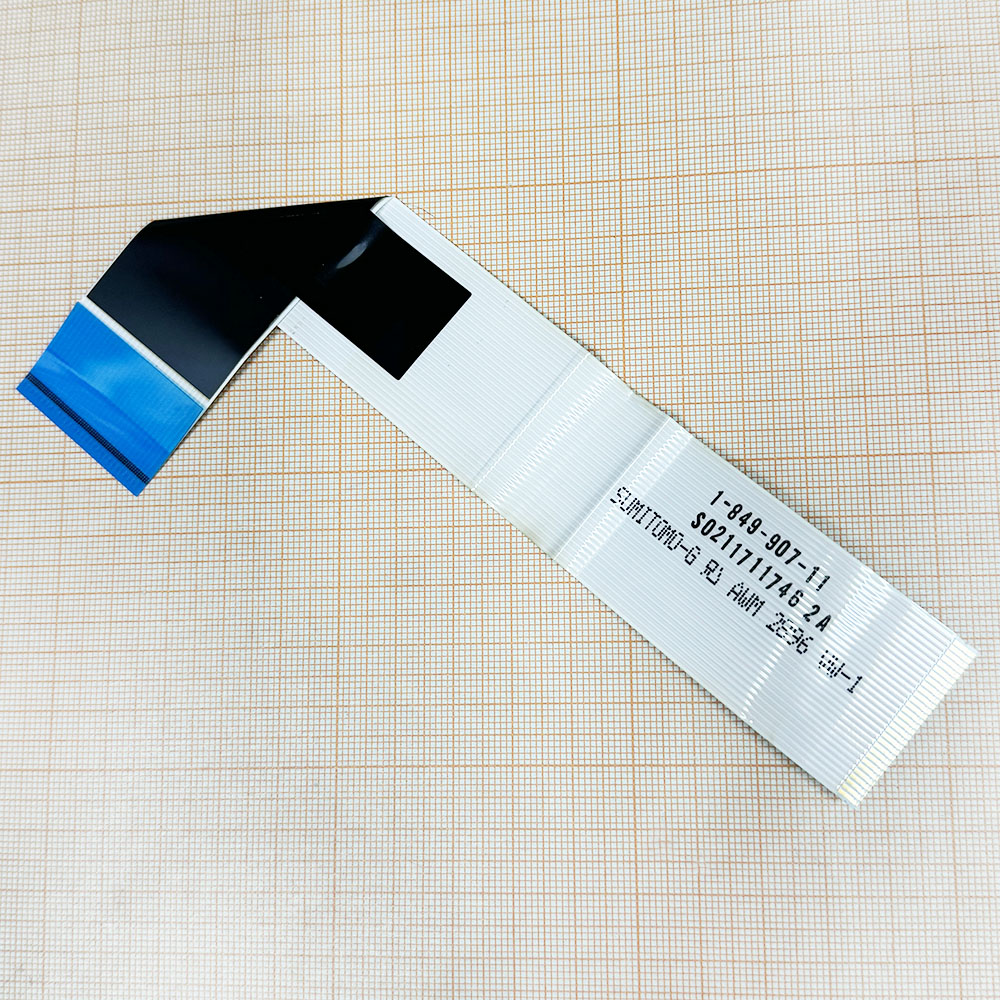 1-849-907-11
S0211711746 2A
SUMITOMO-G AWM 2896 VW-1